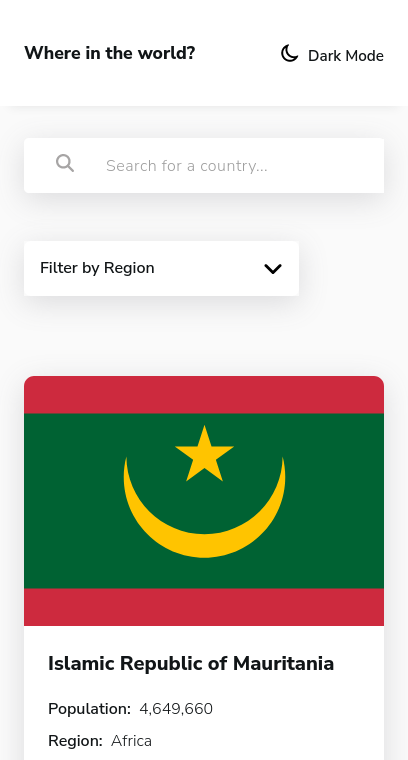 Where in the world?
Dark Mode
Search for a country...
Filter by Region
Islamic Republic of Mauritania
Population: 4,649,660
Region: Africa